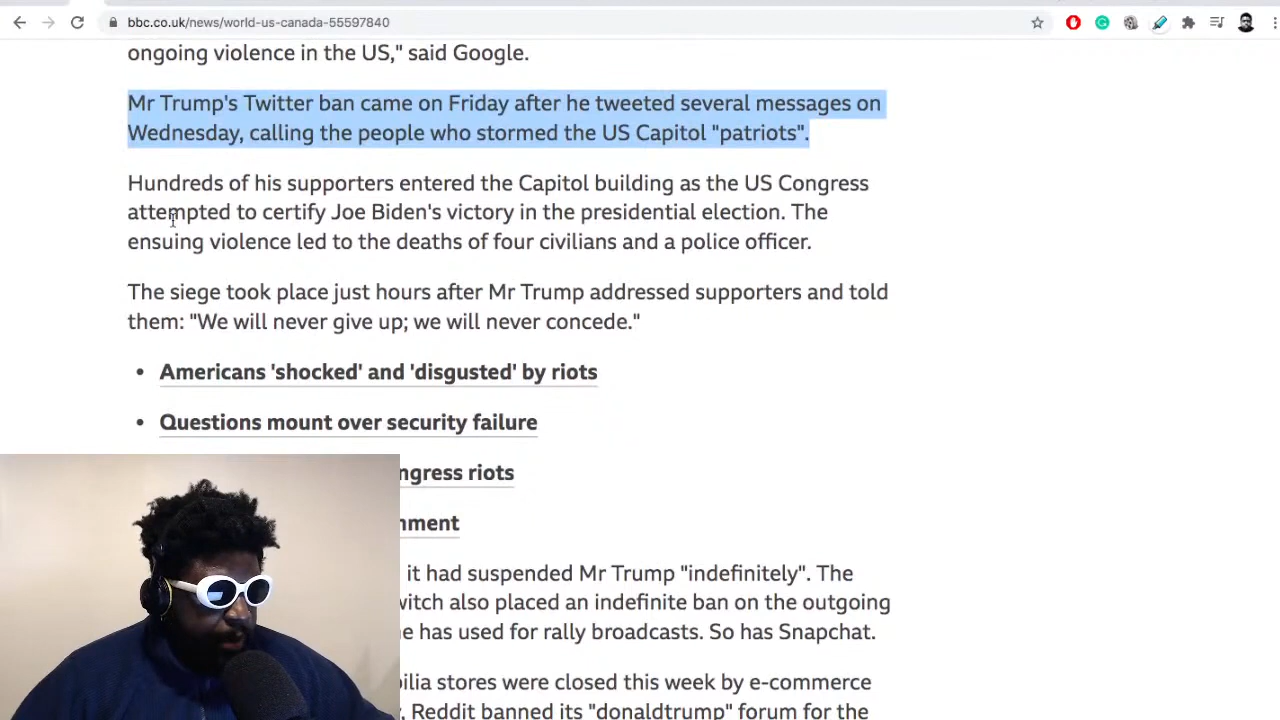 bbc.co.uk/news/world-us-canada-55597840
ongoing violence in the US," said Google.
Mr Trump's Twitter ban came on Friday after he tweeted several messages on
Wednesday, calling the people who stormed the US Capitol "patriots".
Hundreds of his supporters entered the Capitol building as the US Congress
attempted to certify Joe Biden's victory in the presidential election. The
ensuing violence led to the deaths of four civilians and a police officer.
The siege took place just hours after Mr Trump addressed supporters and told
them: "We will never give up; we will never concede."
• Americans 'shocked' and 'disgusted' by riots
• Questions mount over security failure
riots
it had suspended Mr Trump "indefinitely". The
also placed an indefinite ban on the outgoing
he has used for rally broadcasts. So has Snapchat.
stores were closed this week by e-commerce
Reddit banned its "donaldtrump" forum for the